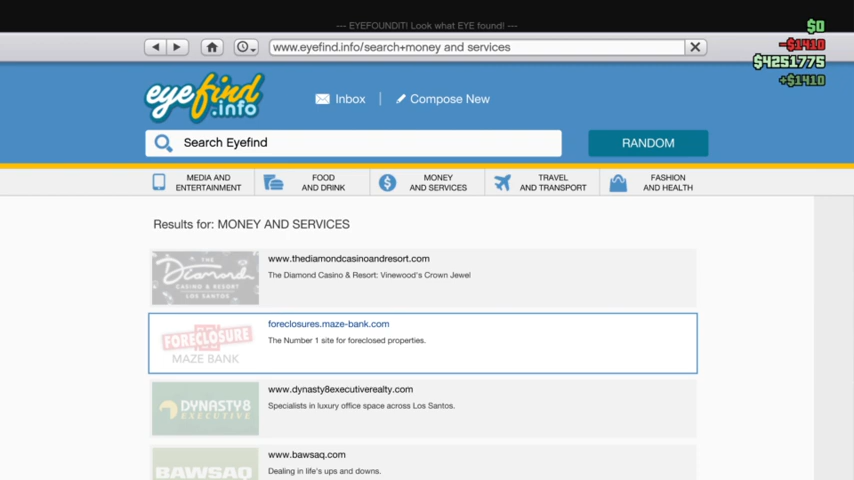 --- EYEFOUNDIT! Look what EYE found! ---
$0
-$1410
$4251775
+$1410
www.eyefind.info/search+money and services
eyefind
.info
Inbox
Compose New
Search Eyefind
RANDOM
MEDIA AND
ENTERTAINMENT
FOOD
AND DRINK
MONEY
AND SERVICES
TRAVEL
AND TRANSPORT
FASHION
AND HEALTH
Results for: MONEY AND SERVICES
THE
Diamond
CASINO & RESORT
LOS SANTOS
www.thediamondcasinoandresort.com
The Diamond Casino & Resort: Vinewood's Crown Jewel
FORECLOSURE
MAZE BANK
foreclosures.maze-bank.com
The Number 1 site for foreclosed properties.
DYNASTY8
EXECUTIVE
www.dynasty8executiverealty.com
Specialists in luxury office space across Los Santos.
BAWSAQ
www.bawsaq.com
Dealing in life's ups and downs.